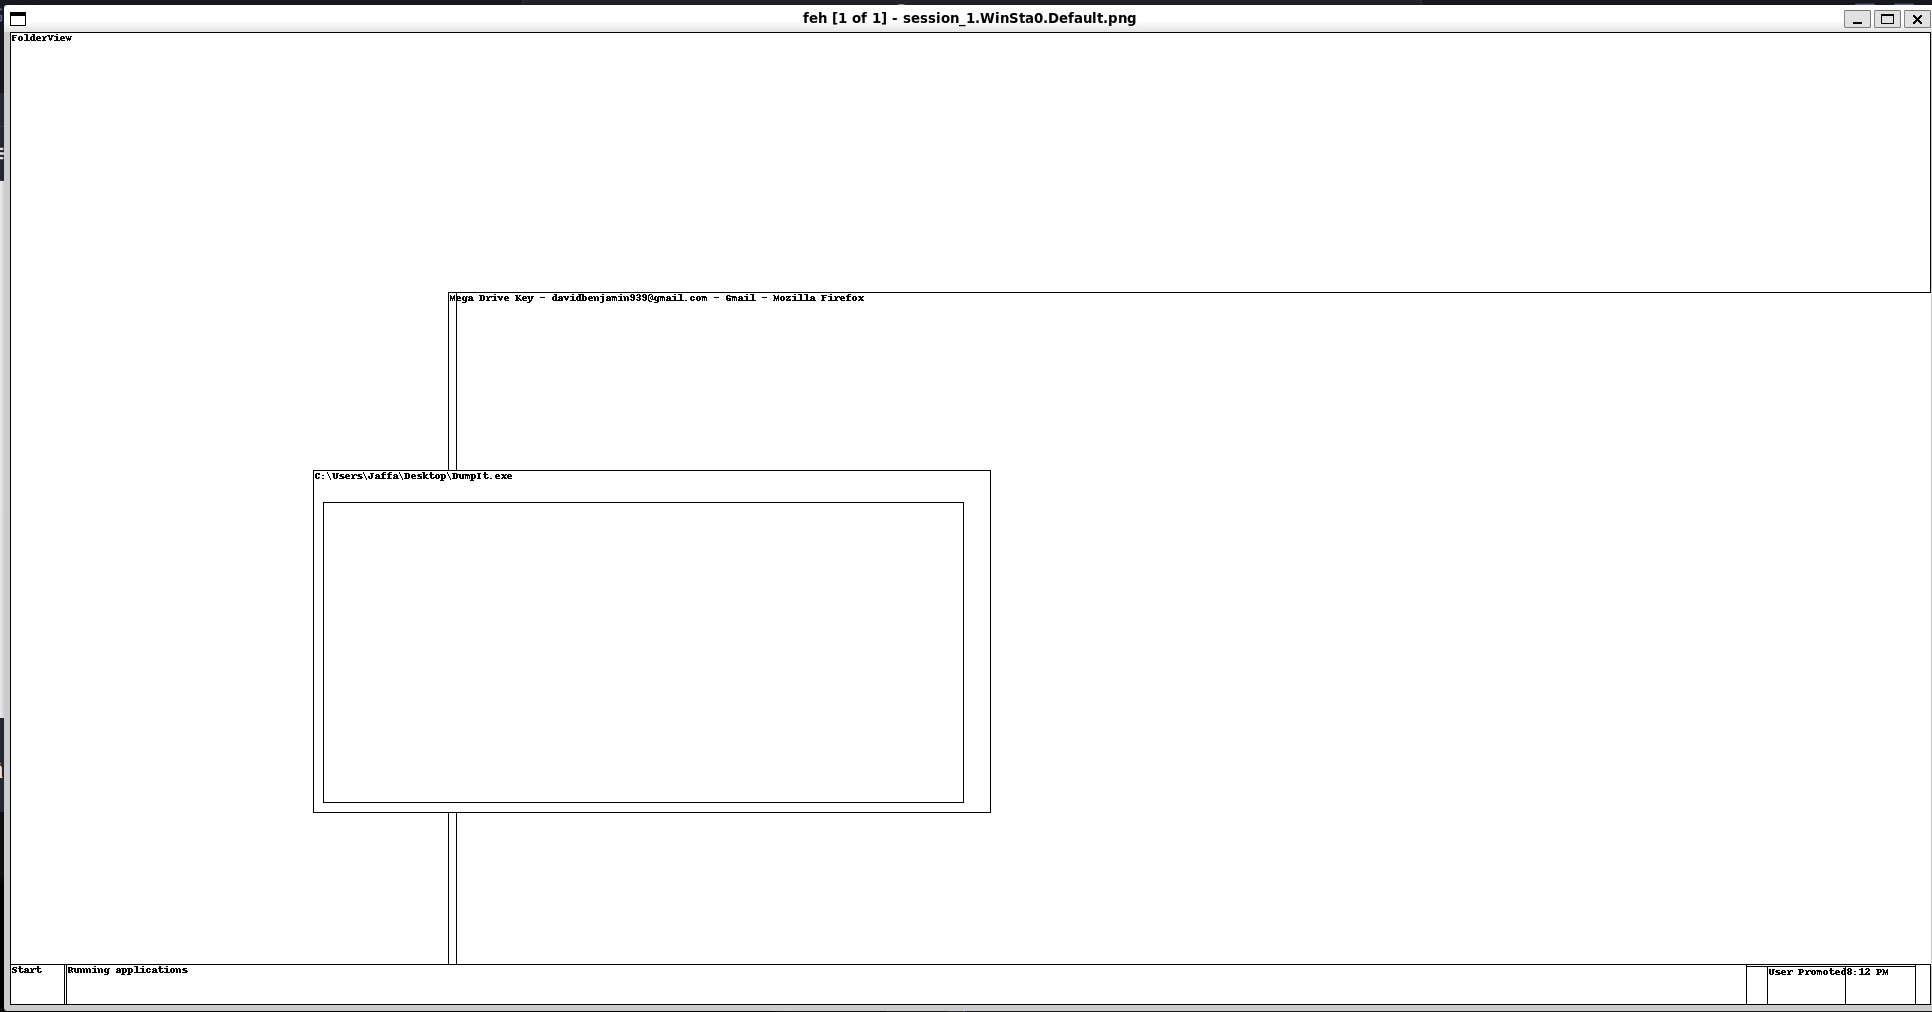 feh [1 of 1] - session_1.WinSta0.Default.png
FolderView
Mega Drive Key - davidbenjamin939@gmail.com - Gmail - Mozilla Firefox
C:\Users\Jaffa\Desktop\DumpIt.exe
Start
Running applications
User Promoted
8:12 PM